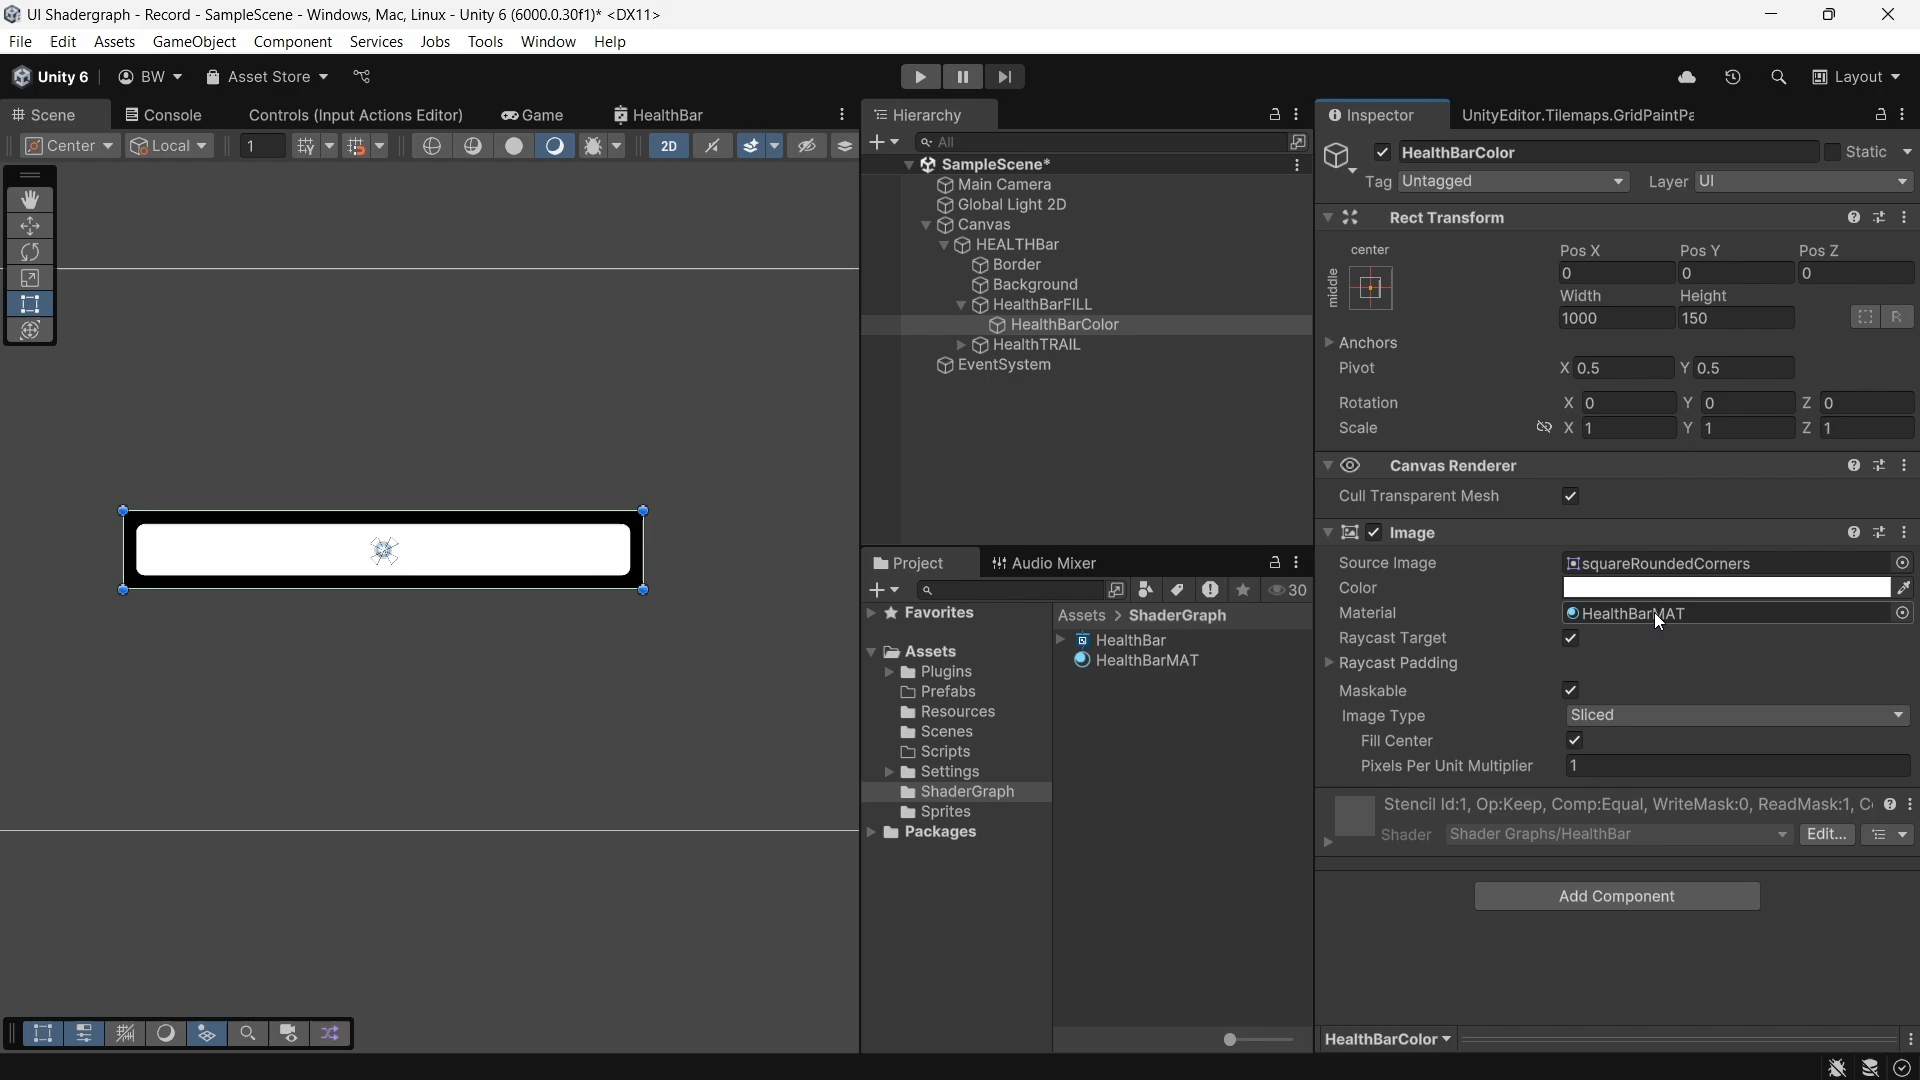 UI Shadergraph - Record - SampleScene - Windows, Mac, Linux - Unity 6 (6000.0.30f1)* <DX11>
File Edit Assets GameObject Component Services Jobs Tools Window Help
Unity 6 BW Asset Store Layout
Scene Console Controls (Input Actions Editor) Game HealthBar
Center Local 1 2D
Hierarchy
All
SampleScene*
Main Camera
Global Light 2D
Canvas
HEALTHBar
Border
Background
HealthBarFILL
HealthBarColor
HealthTRAIL
EventSystem
Project Audio Mixer
30
Favorites
Assets
Plugins
Prefabs
Resources
Scenes
Scripts
Settings
ShaderGraph
Sprites
Packages
Assets > ShaderGraph
HealthBar
HealthBarMAT
Inspector UnityEditor.Tilemaps.GridPaintPa
HealthBarColor Static
Tag Untagged Layer UI
Rect Transform
center Pos X Pos Y Pos Z
middle 0 0 0
Width Height
1000 150 R
Anchors
Pivot X 0.5 Y 0.5
Rotation X 0 Y 0 Z 0
Scale X 1 Y 1 Z 1
Canvas Renderer
Cull Transparent Mesh
Image
Source Image squareRoundedCorners
Color
Material HealthBarMAT
Raycast Target
Raycast Padding
Maskable
Image Type Sliced
Fill Center
Pixels Per Unit Multiplier 1
Stencil Id:1, Op:Keep, Comp:Equal, WriteMask:0, ReadMask:1, C
Shader Shader Graphs/HealthBar Edit...
Add Component
HealthBarColor